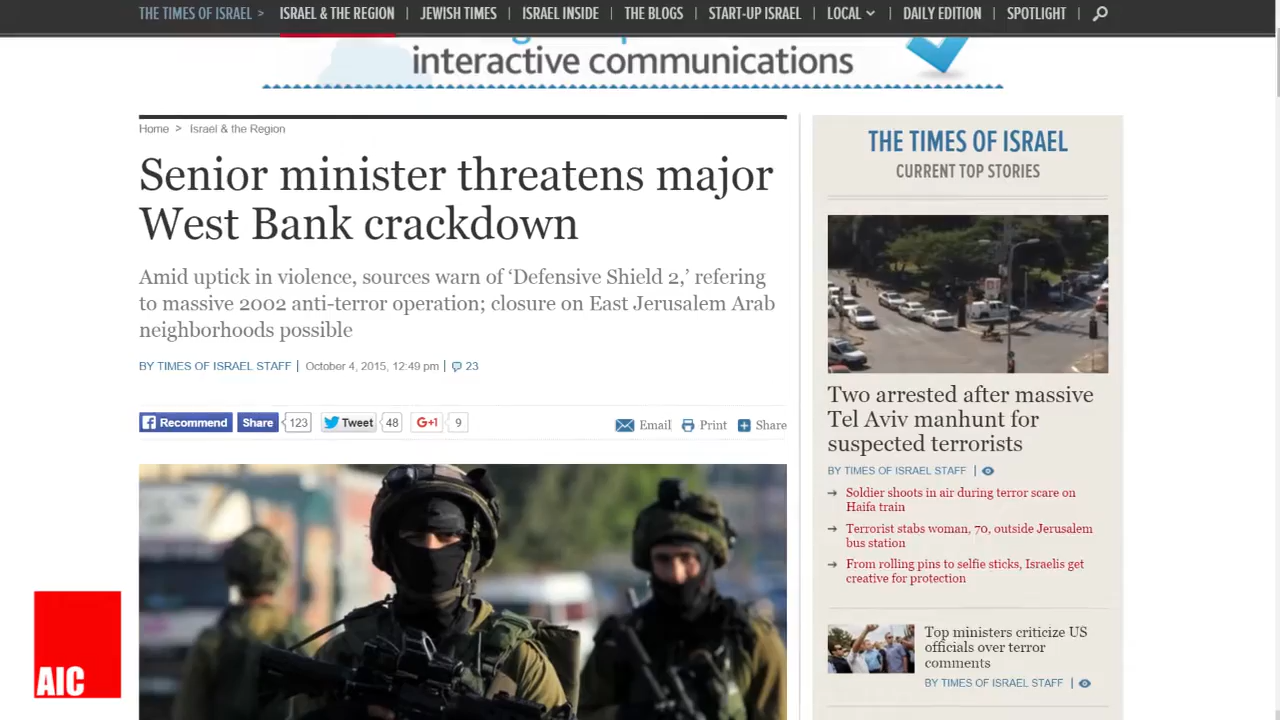 THE TIMES OF ISRAEL >
ISRAEL & THE REGION
JEWISH TIMES
ISRAEL INSIDE
THE BLOGS
START-UP ISRAEL
LOCAL
DAILY EDITION
SPOTLIGHT
interactive communications
Home > Israel & the Region
Senior minister threatens major
West Bank crackdown
Amid uptick in violence, sources warn of ‘Defensive Shield 2,’ refering
to massive 2002 anti-terror operation; closure on East Jerusalem Arab
neighborhoods possible
BY TIMES OF ISRAEL STAFF | October 4, 2015, 12:49 pm | 23
Recommend Share 123 Tweet 48 G+1 9
Email Print Share
AIC
THE TIMES OF ISRAEL
CURRENT TOP STORIES
Two arrested after massive
Tel Aviv manhunt for
suspected terrorists
BY TIMES OF ISRAEL STAFF |
Soldier shoots in air during terror scare on
Haifa train
Terrorist stabs woman, 70, outside Jerusalem
bus station
From rolling pins to selfie sticks, Israelis get
creative for protection
Top ministers criticize US
officials over terror
comments
BY TIMES OF ISRAEL STAFF |